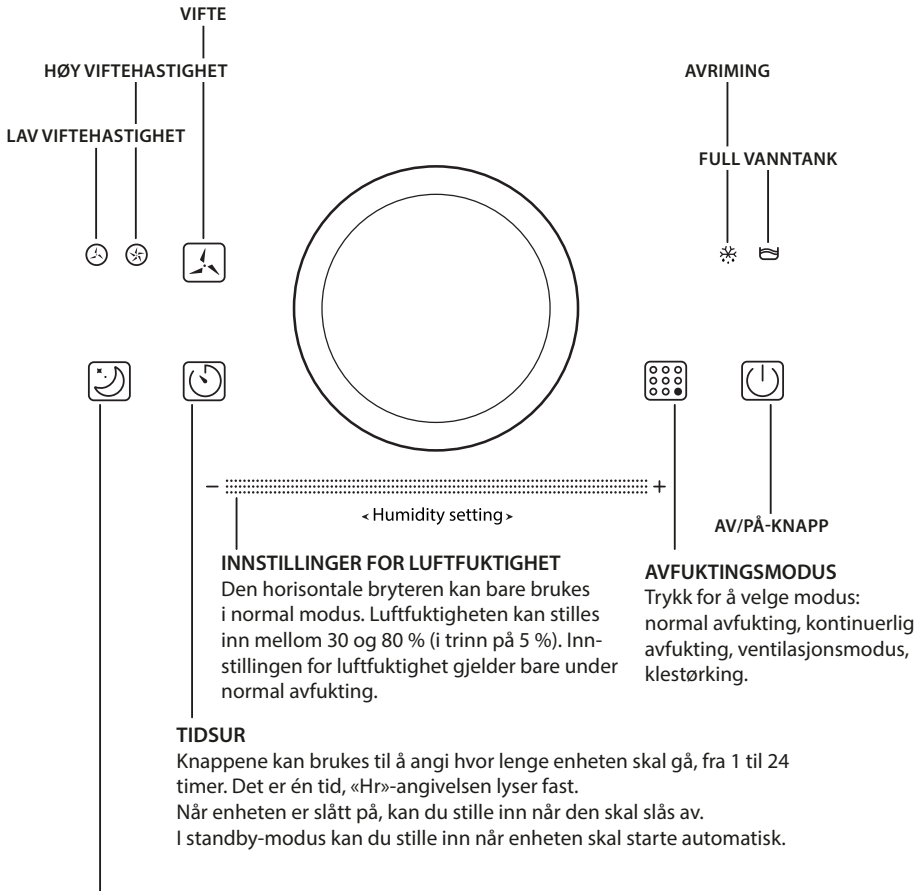 VIFTE
HØY VIFTEHASTIGHET
LAV VIFTEHASTIGHET
AVRIMING
FULL VANNTANK
– +
< Humidity setting >
AV/PÅ-KNAPP
INNSTILLINGER FOR LUFTFUKTIGHET
Den horisontale bryteren kan bare brukes
i normal modus. Luftfuktigheten kan stilles
inn mellom 30 og 80 % (i trinn på 5 %). Inn-
stillingen for luftfuktighet gjelder bare under
normal avfukting.
AVFUKTINGSMODUS
Trykk for å velge modus:
normal avfukting, kontinuerlig
avfukting, ventilasjonsmodus,
klestørking.
TIDSUR
Knappene kan brukes til å angi hvor lenge enheten skal gå, fra 1 til 24
timer. Det er én tid, «Hr»-angivelsen lyser fast.
Når enheten er slått på, kan du stille inn når den skal slås av.
I standby-modus kan du stille inn når enheten skal starte automatisk.